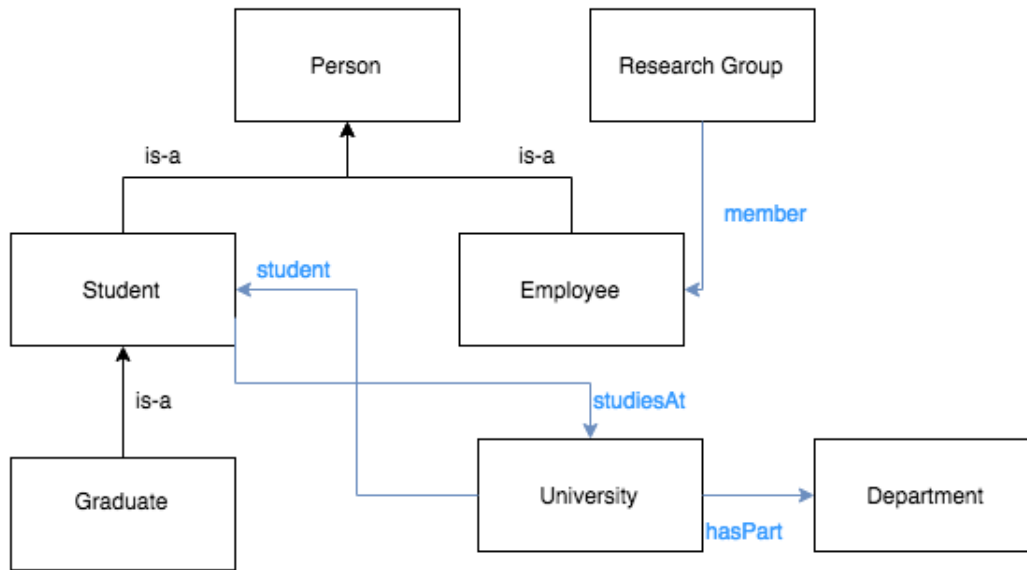 Person
Research Group
is-a
is-a
member
Student
student
Employee
is-a
studiesAt
Graduate
University
Department
hasPart